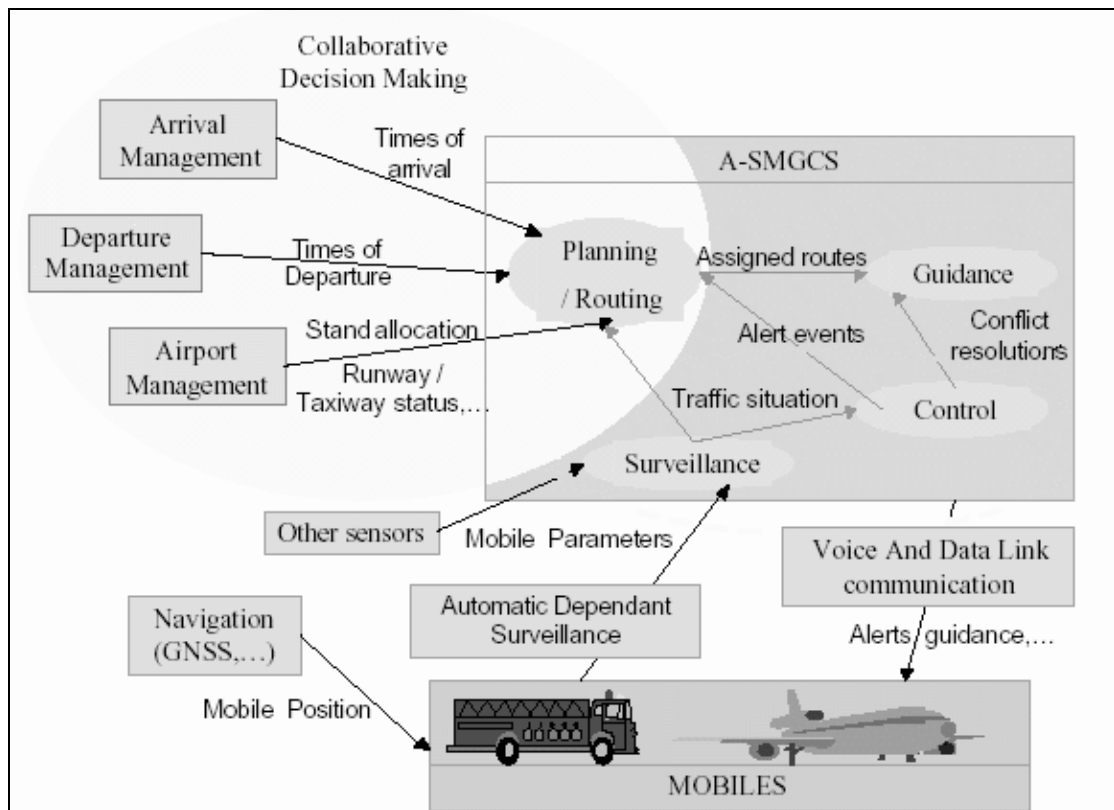 Collaborative
Decision Making
Arrival
Management
Times of
arrival
A-SMGCS
Departure
Management
Times of
Departure
Planning
/ Routing
Assigned routes
Guidance
Airport
Management
Stand allocation
Runway /
Taxiway status,...
Alert events
Conflict
resolutions
Traffic situation
Control
Surveillance
Other sensors
Mobile Parameters
Voice And Data Link
communication
Navigation
(GNSS,...)
Automatic Dependant
Surveillance
Alerts, guidance,...
Mobile Position
MOBILES